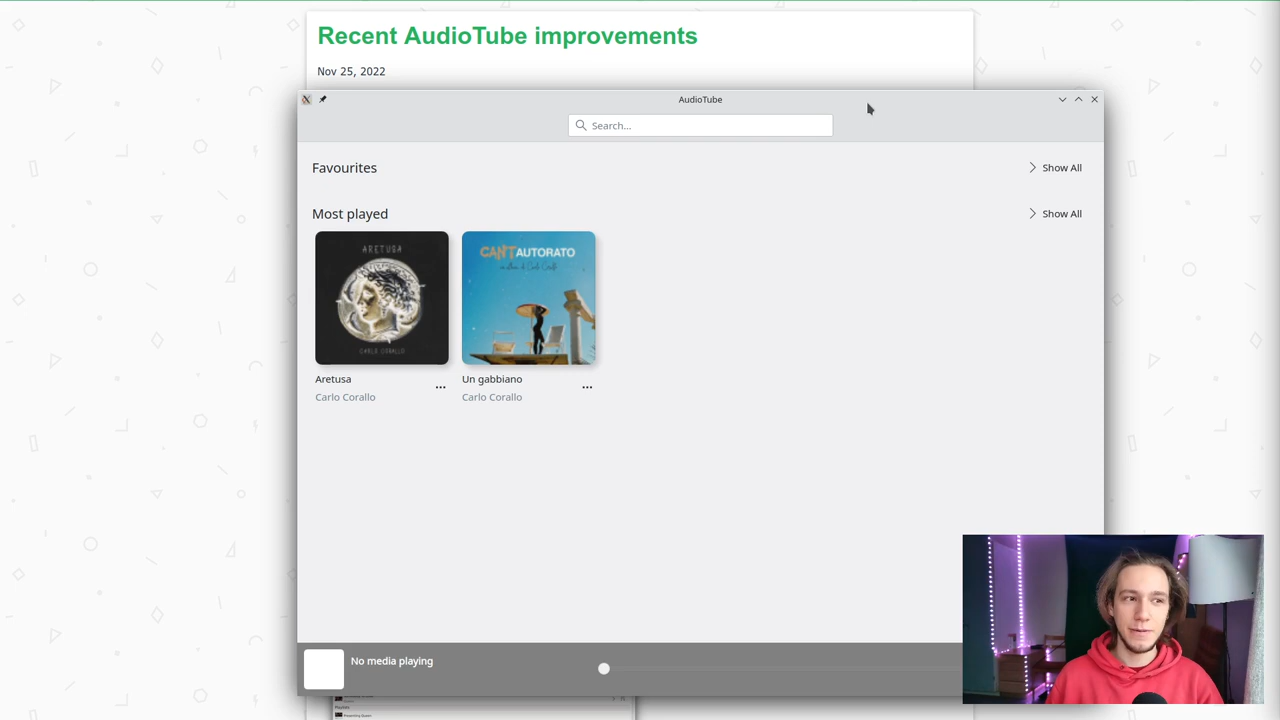 Recent AudioTube improvements
Nov 25, 2022
AudioTube
Search...
Favourites
Show All
Most played
Show All
ARETUSA
CARLO CORALLO
CANTAUTORATO
Aretusa
...
Carlo Corallo
Un gabbiano
...
Carlo Corallo
No media playing